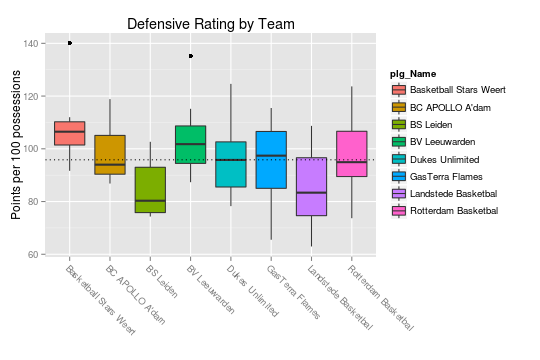 Defensive Rating by Team
Points per 100 possessions
140
120
100
80
60
Basketball Stars Weert
BC APOLLO A'dam
BS Leiden
BV Leeuwarden
Dukes Unlimited
GasTerra Flames
Landstede Basketbal
Rotterdam Basketbal
plg_Name
Basketball Stars Weert
BC APOLLO A'dam
BS Leiden
BV Leeuwarden
Dukes Unlimited
GasTerra Flames
Landstede Basketbal
Rotterdam Basketbal